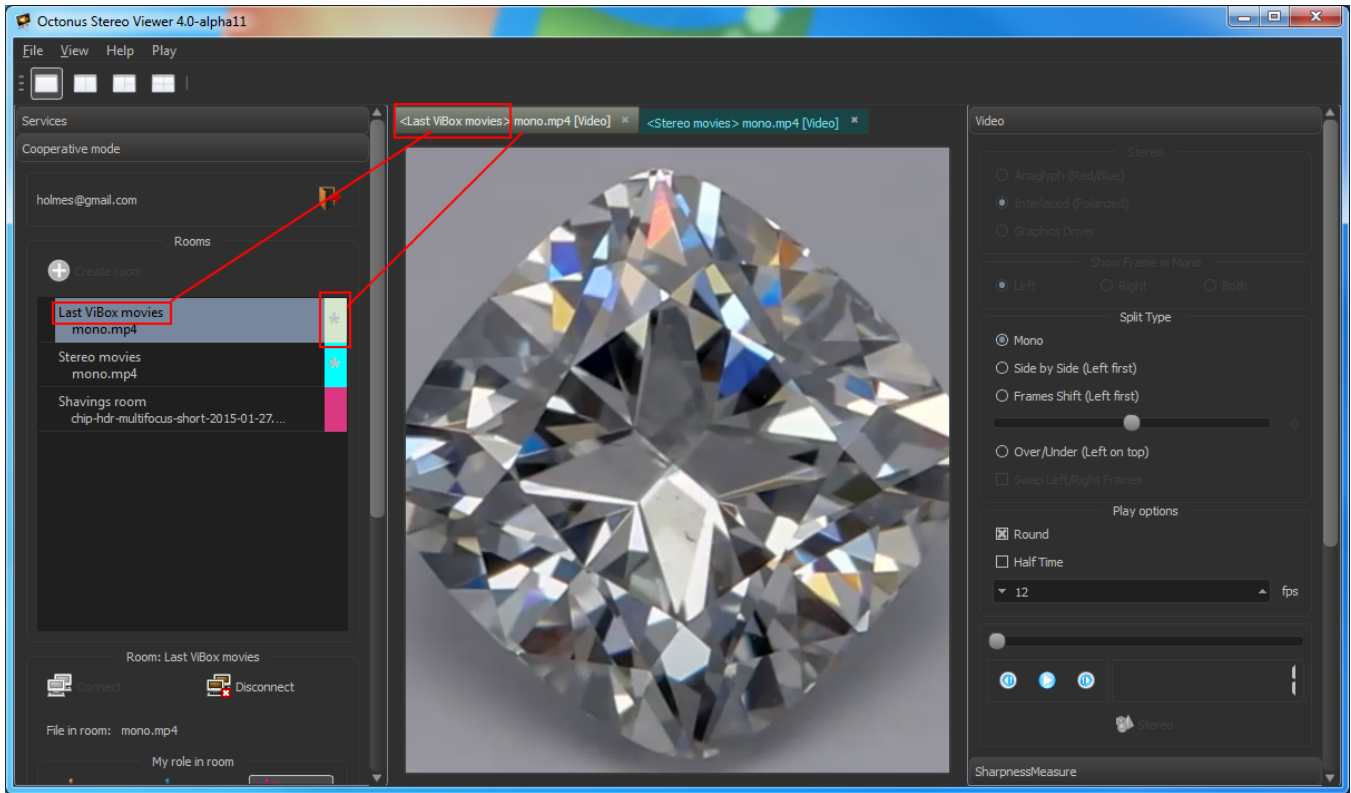 Octonus Stereo Viewer 4.0-alpha11
File View Help Play
Services
Cooperative mode
holmes@gmail.com
Rooms
Create room
Last ViBox movies
mono.mp4
*
Stereo movies
mono.mp4
*
Shavings room
chip-hdr-multifocus-short-2015-01-27....
Room: Last ViBox movies
Connect
Disconnect
File in room: mono.mp4
My role in room
<Last ViBox movies> mono.mp4 [Video]
<Stereo movies> mono.mp4 [Video]
Video
Stereo
Anaglyph (Red/Blue)
Interlaced (Polarized)
Graphics Driver
Show Frame in Mono
Left Right Both
Split Type
Mono
Side by Side (Left first)
Frames Shift (Left first)
0
Over/Under (Left on top)
Swap Left/Right Frames
Play options
Round
Half Time
12 fps
Stereo
SharpnessMeasure